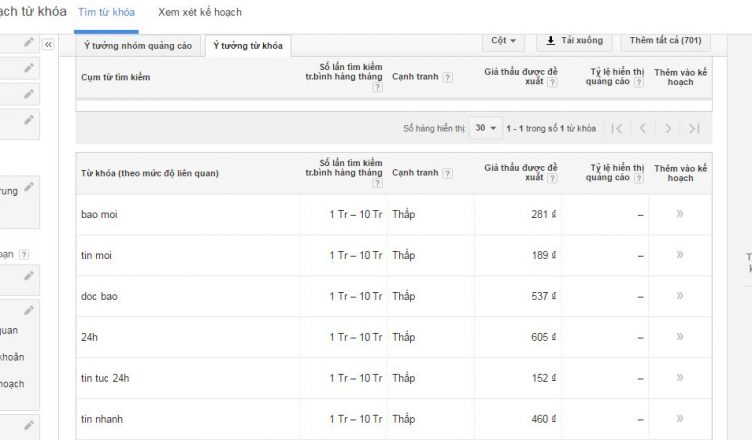 ạch từ khóa Tìm từ khóa Xem xét kế hoạch
Ý tưởng nhóm quảng cáo Ý tưởng từ khóa Cột Tải xuống Thêm tất cả (701)
Cụm từ tìm kiếm Số lần tìm kiếm tr.bình hàng tháng ? Cạnh tranh ? Giá thầu được đề xuất ? Tỷ lệ hiển thị quảng cáo ? Thêm vào kế hoạch
Số hàng hiển thị: 30 1 - 1 trong số 1 từ khóa
Từ khóa (theo mức độ liên quan) Số lần tìm kiếm tr.bình hàng tháng ? Cạnh tranh ? Giá thầu được đề xuất ? Tỷ lệ hiển thị quảng cáo ? Thêm vào kế hoạch
rung
bao moi 1 Tr – 10 Tr Thấp 281 ₫ – »
oạn ?
tin moi 1 Tr – 10 Tr Thấp 189 ₫ – »
doc bao 1 Tr – 10 Tr Thấp 537 ₫ – »
quan
24h 1 Tr – 10 Tr Thấp 605 ₫ – »
khoản
tin tuc 24h 1 Tr – 10 Tr Thấp 152 ₫ – »
hoạch
tin nhanh 1 Tr – 10 Tr Thấp 460 ₫ – »